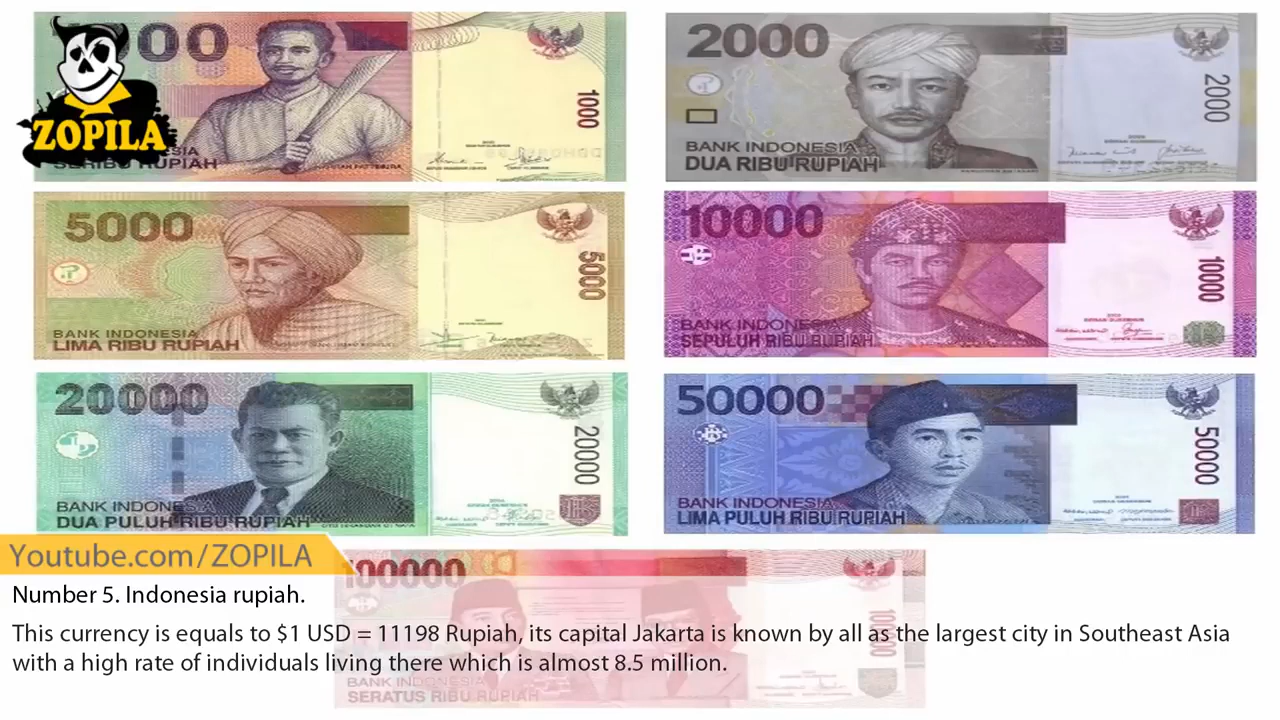 1000
SERIBU RUPIAH
2000
2000
BANK INDONESIA
DUA RIBU RUPIAH
5000
5000
BANK INDONESIA
LIMA RIBU RUPIAH
10000
10000
BANK INDONESIA
SEPULUH RIBU RUPIAH
20000
20000
BANK INDONESIA
DUA PULUH RIBU RUPIAH
50000
50000
BANK INDONESIA
LIMA PULUH RIBU RUPIAH
100000
100000
BANK INDONESIA
SERATUS RIBU RUPIAH
ZOPILA
Youtube.com/ZOPILA
Number 5. Indonesia rupiah.
This currency is equals to $1 USD = 11198 Rupiah, its capital Jakarta is known by all as the largest city in Southeast Asia
with a high rate of individuals living there which is almost 8.5 million.